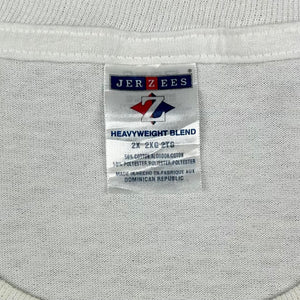 JERZEES
Z
HEAVYWEIGHT BLEND
2X 2XG 2TG
50% COTTON/ALGODON/COTON
50% POLYESTER/POLIESTER/POLYESTER
MADE IN/HECHO EN/FABRIQUE AUX
DOMINICAN REPUBLIC